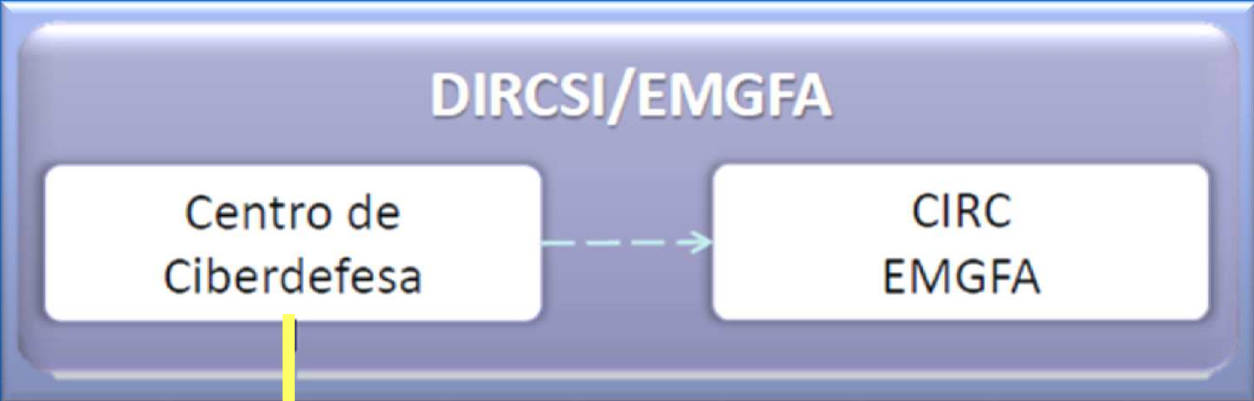 DIRCSI/EMGFA
Centro de
Ciberdefesa
CIRC
EMGFA